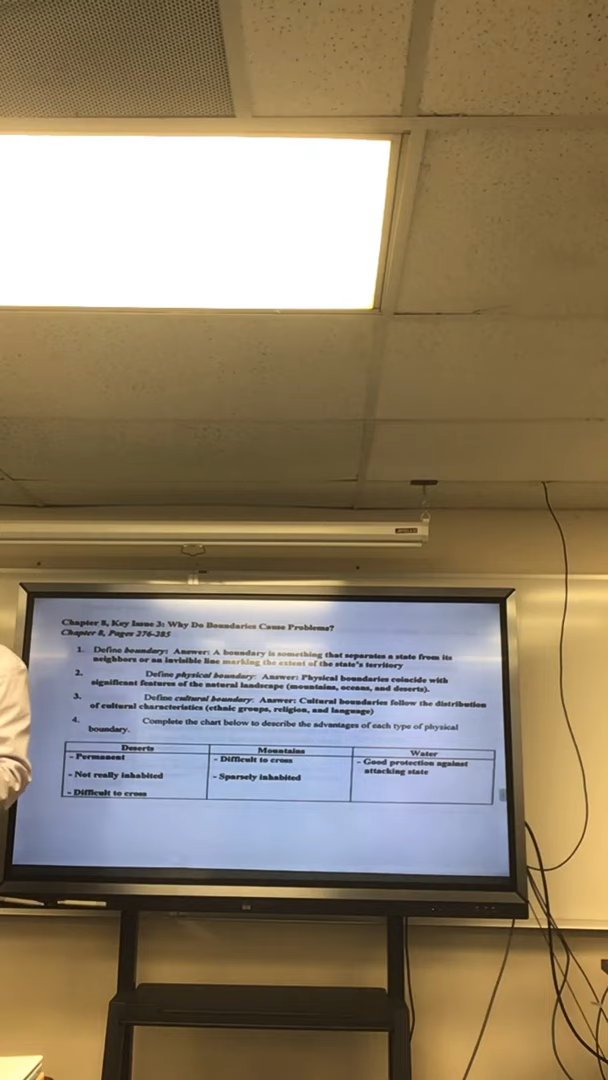 Chapter 8, Key Issue 3: Why Do Boundaries Cause Problems?
Chapter 8, Pages 276-285
1. Define boundary: Answer: A boundary is something that separates a state from its
neighbors or an invisible line marking the extent of the state's territory
2. Define physical boundary: Answer: Physical boundaries coincide with
significant features of the natural landscape (mountains, oceans, and deserts).
3. Define cultural boundary: Answer: Cultural boundaries follow the distribution
of cultural characteristics (ethnic groups, religion, and language)
4. Complete the chart below to describe the advantages of each type of physical
boundary.
Deserts Mountains Water
- Permanent - Difficult to cross - Good protection against
attacking state
- Not really inhabited - Sparsely inhabited
- Difficult to cross